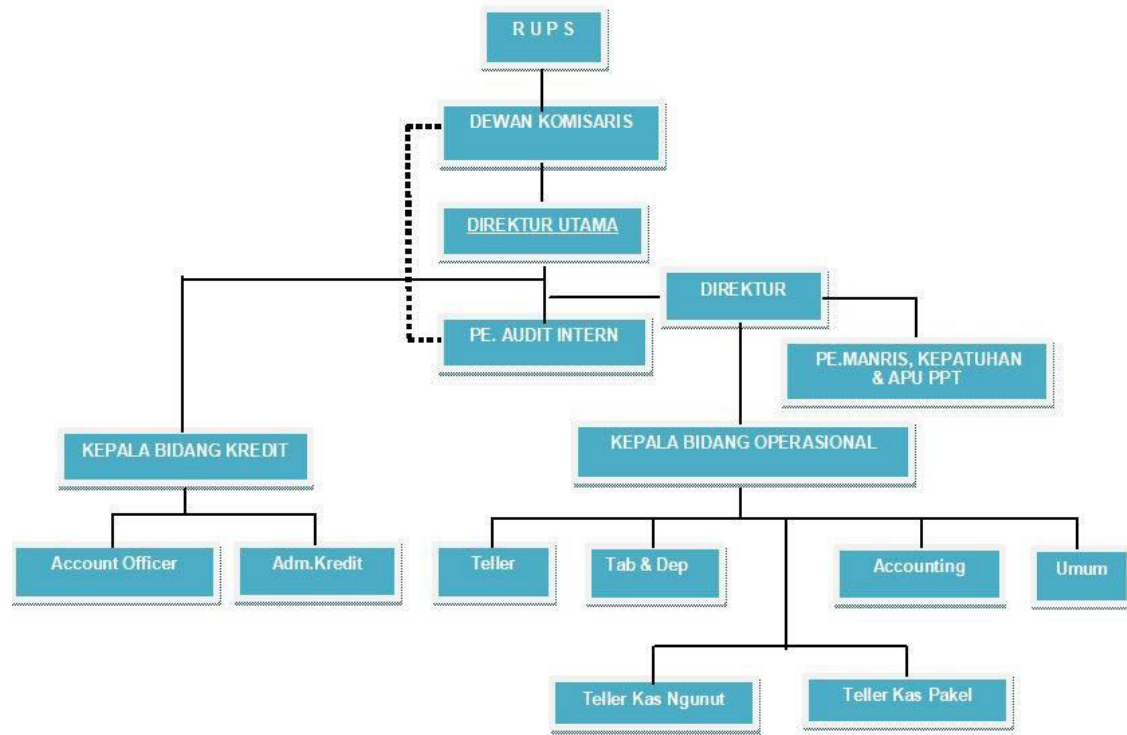 R U P S
DEWAN KOMISARIS
DIREKTUR UTAMA
DIREKTUR
PE. AUDIT INTERN
PE.MANRIS, KEPATUHAN
& APU PPT
KEPALA BIDANG KREDIT
KEPALA BIDANG OPERASIONAL
Account Officer
Adm.Kredit
Teller
Tab & Dep
Accounting
Umum
Teller Kas Ngunut
Teller Kas Pakel